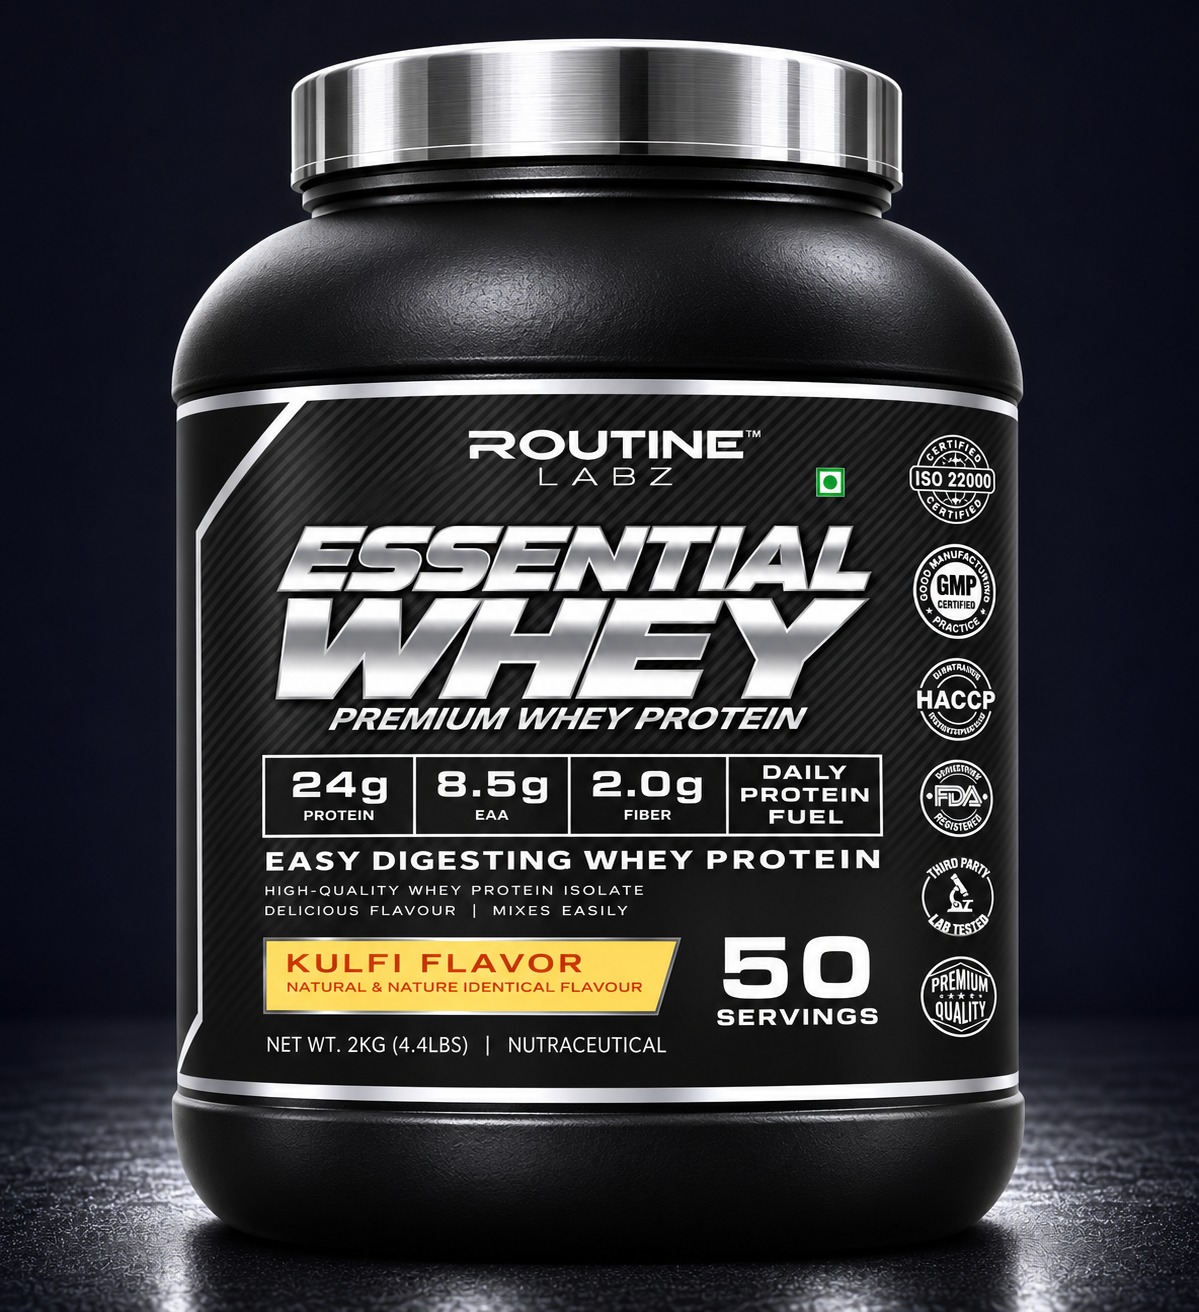 ROUTINE™
LABZ
ESSENTIAL
WHEY
PREMIUM WHEY PROTEIN
24g
PROTEIN
8.5g
EAA
2.0g
FIBER
DAILY
PROTEIN
FUEL
EASY DIGESTING WHEY PROTEIN
HIGH-QUALITY WHEY PROTEIN ISOLATE
DELICIOUS FLAVOUR | MIXES EASILY
KULFI FLAVOR
NATURAL & NATURE IDENTICAL FLAVOUR
50
SERVINGS
NET WT. 2KG (4.4LBS) | NUTRACEUTICAL
CERTIFIED
ISO 22000
CERTIFIED
GOOD MANUFACTURING
GMP
CERTIFIED
PRACTICE
HACCP
FDA
REGISTERED
THIRD PARTY
LAB TESTED
PREMIUM
QUALITY